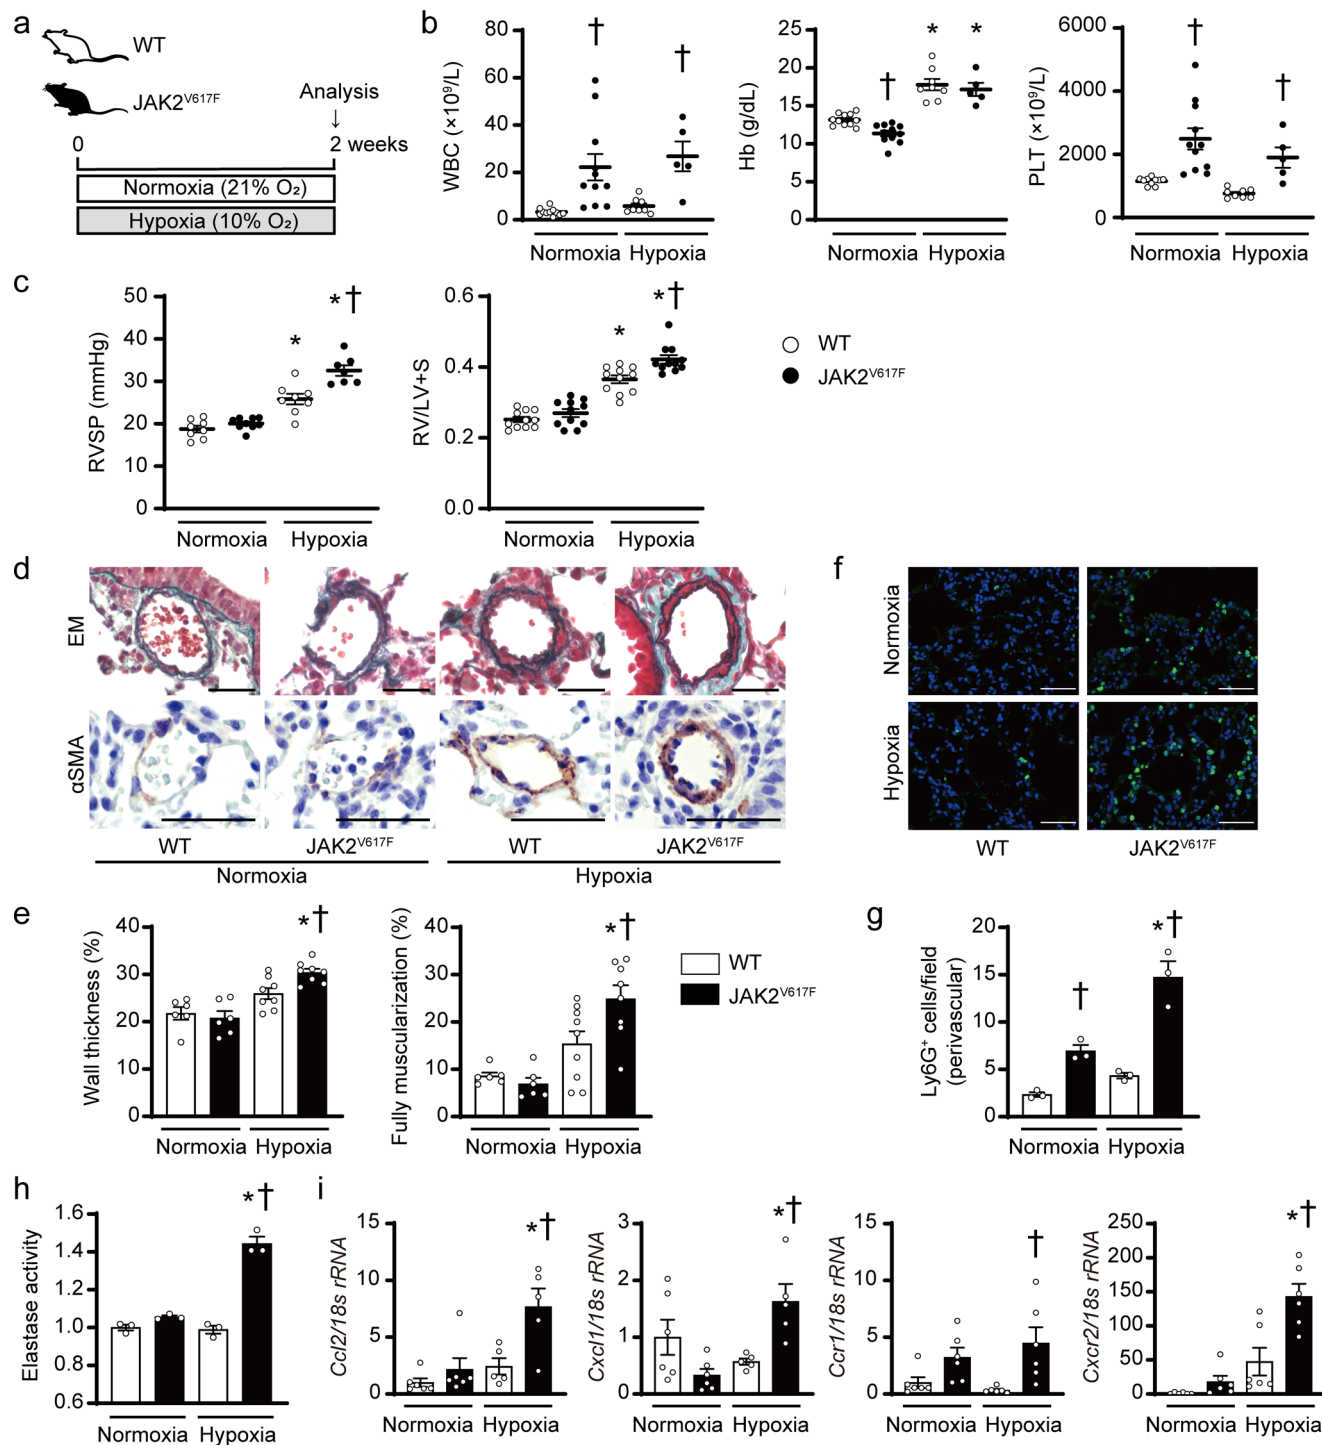 a
WT
JAK2V617F
Analysis
↓
0
2 weeks
Normoxia (21% O₂)
Hypoxia (10% O₂)
b
WBC (×10⁹/L)
80
60
40
20
0
†
†
Normoxia
Hypoxia
Hb (g/dL)
25
20
15
10
5
0
†
*
*
Normoxia
Hypoxia
PLT (×10⁹/L)
6000
4000
2000
0
†
†
Normoxia
Hypoxia
c
RVSP (mmHg)
50
40
30
20
10
0
*
*†
Normoxia
Hypoxia
RV/LV+S
0.6
0.4
0.2
0.0
*
*†
Normoxia
Hypoxia
WT
JAK2V617F
d
EM
αSMA
WT
JAK2V617F
WT
JAK2V617F
Normoxia
Hypoxia
f
Normoxia
Hypoxia
WT
JAK2V617F
e
Wall thickness (%)
40
30
20
10
0
*†
Normoxia
Hypoxia
Fully muscularization (%)
40
30
20
10
0
*†
Normoxia
Hypoxia
WT
JAK2V617F
g
Ly6G⁺ cells/field
(perivascular)
20
15
10
5
0
†
*†
Normoxia
Hypoxia
h
Elastase activity
1.6
1.4
1.2
1.0
0.8
0.6
*†
Normoxia
Hypoxia
i
Ccl2/18s rRNA
15
10
5
0
*†
Normoxia
Hypoxia
Cxcl1/18s rRNA
3
2
1
0
*†
Normoxia
Hypoxia
Ccr1/18s rRNA
15
10
5
0
†
Normoxia
Hypoxia
Cxcr2/18s rRNA
250
200
150
100
50
0
*†
Normoxia
Hypoxia